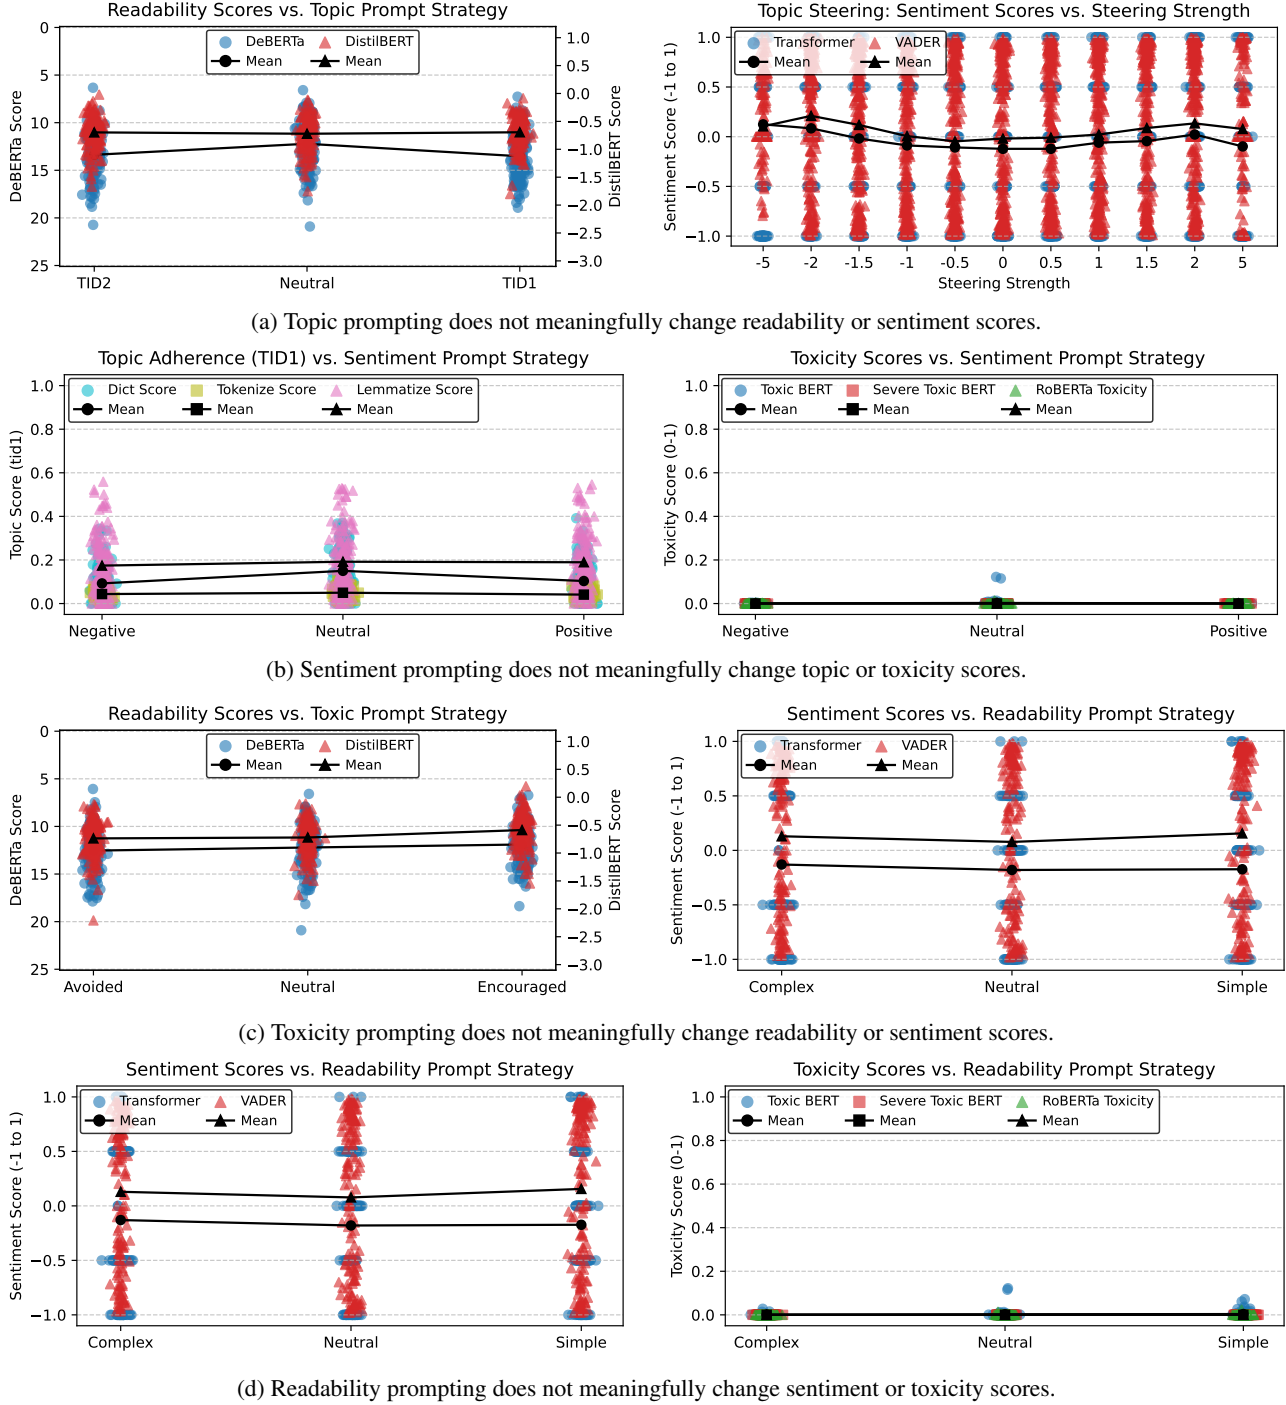 Readability Scores vs. Topic Prompt Strategy
DeBERTa DistilBERT
Mean Mean
DeBERTa Score
0
5
10
15
20
25
DistilBERT Score
1.0
0.5
0.0
−0.5
−1.0
−1.5
−2.0
−2.5
−3.0
TID2 Neutral TID1
Topic Steering: Sentiment Scores vs. Steering Strength
Transformer VADER
Mean Mean
Sentiment Score (-1 to 1)
1.0
0.5
0.0
−0.5
−1.0
-5 -2 -1.5 -1 -0.5 0 0.5 1 1.5 2 5
Steering Strength
(a) Topic prompting does not meaningfully change readability or sentiment scores.
Topic Adherence (TID1) vs. Sentiment Prompt Strategy
Dict Score Tokenize Score Lemmatize Score
Mean Mean Mean
Topic Score (tid1)
1.0
0.8
0.6
0.4
0.2
0.0
Negative Neutral Positive
Toxicity Scores vs. Sentiment Prompt Strategy
Toxic BERT Severe Toxic BERT RoBERTa Toxicity
Mean Mean Mean
Toxicity Score (0-1)
1.0
0.8
0.6
0.4
0.2
0.0
Negative Neutral Positive
(b) Sentiment prompting does not meaningfully change topic or toxicity scores.
Readability Scores vs. Toxic Prompt Strategy
DeBERTa DistilBERT
Mean Mean
DeBERTa Score
0
5
10
15
20
25
DistilBERT Score
1.0
0.5
0.0
−0.5
−1.0
−1.5
−2.0
−2.5
−3.0
Avoided Neutral Encouraged
Sentiment Scores vs. Readability Prompt Strategy
Transformer VADER
Mean Mean
Sentiment Score (-1 to 1)
1.0
0.5
0.0
−0.5
−1.0
Complex Neutral Simple
(c) Toxicity prompting does not meaningfully change readability or sentiment scores.
Sentiment Scores vs. Readability Prompt Strategy
Transformer VADER
Mean Mean
Sentiment Score (-1 to 1)
1.0
0.5
0.0
−0.5
−1.0
Complex Neutral Simple
Toxicity Scores vs. Readability Prompt Strategy
Toxic BERT Severe Toxic BERT RoBERTa Toxicity
Mean Mean Mean
Toxicity Score (0-1)
1.0
0.8
0.6
0.4
0.2
0.0
Complex Neutral Simple
(d) Readability prompting does not meaningfully change sentiment or toxicity scores.